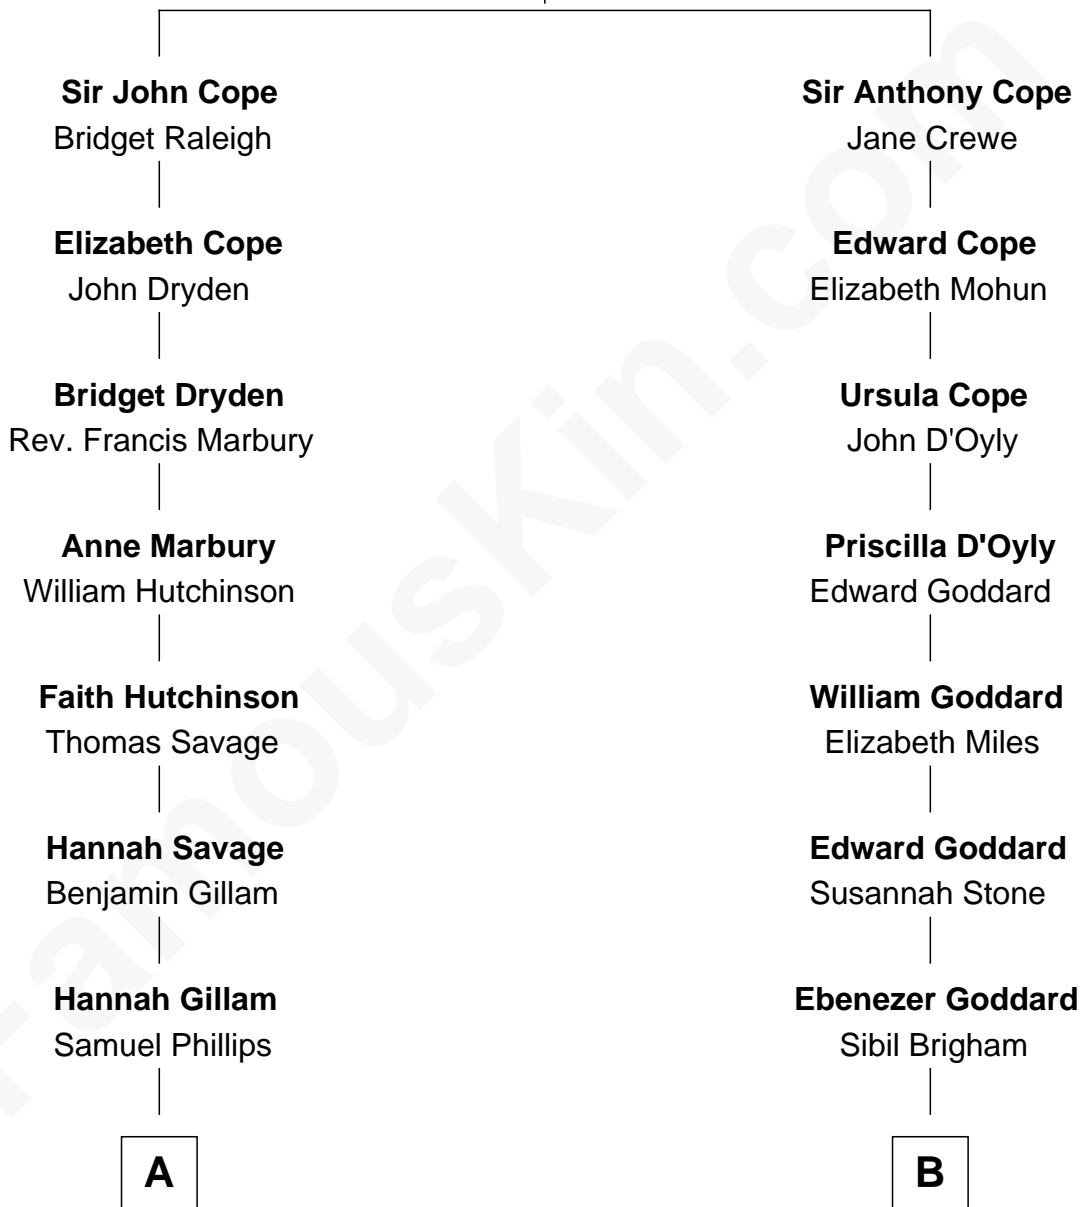 Sir John Cope
Bridget Raleigh
Elizabeth Cope
John Dryden
Bridget Dryden
Rev. Francis Marbury
Anne Marbury
William Hutchinson
Faith Hutchinson
Thomas Savage
Hannah Savage
Benjamin Gillam
Hannah Gillam
Samuel Phillips
A
Sir Anthony Cope
Jane Crewe
Edward Cope
Elizabeth Mohun
Ursula Cope
John D'Oyly
Priscilla D'Oyly
Edward Goddard
William Goddard
Elizabeth Miles
Edward Goddard
Susannah Stone
Ebenezer Goddard
Sibil Brigham
B
FamousKin.com